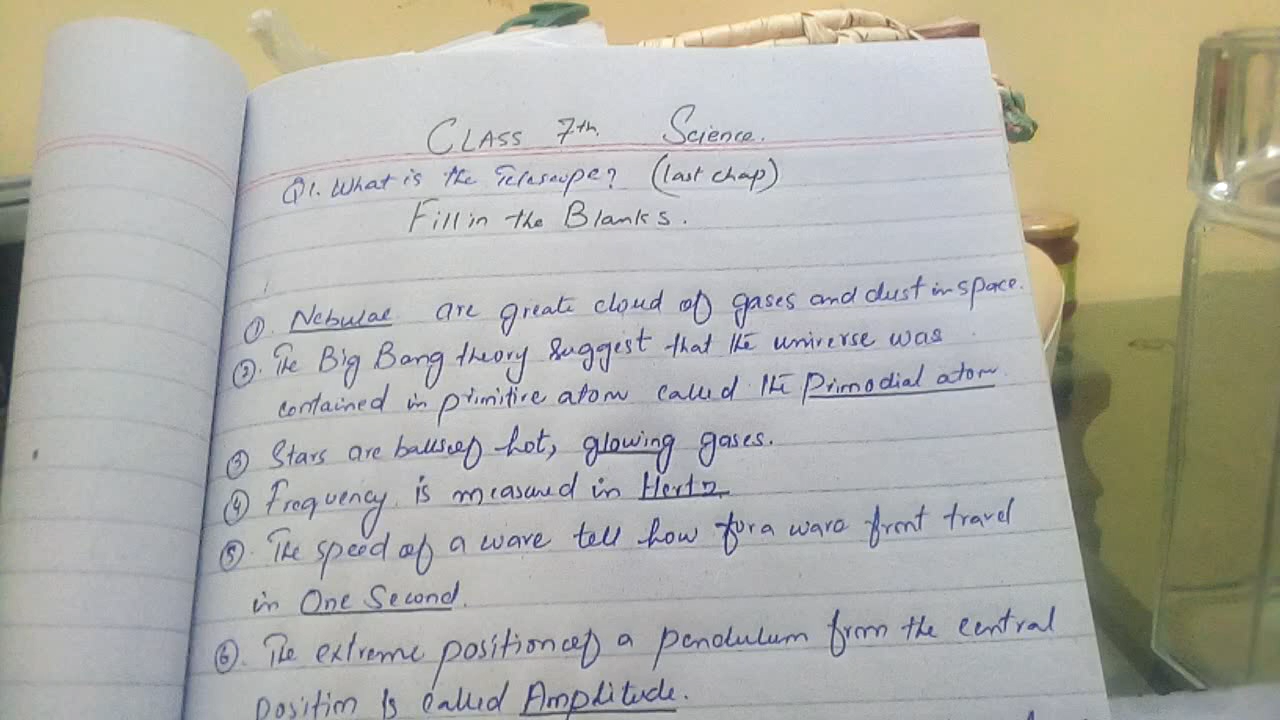 CLASS 7th. Science.
Q1. What is the Telescope? (last chap)
Fill in the Blanks.
①. Nebulae are greate cloud of gases and dust in space.
②. The Big Bang theory suggest that the universe was
contained in primitive atom called the Primodial atom.
③ Stars are balls of hot, glowing gases.
④ Frequency is measured in Hertz
⑤. The speed of a wave tell how for a wave front travel
in One Second.
⑥. The extreme position of a pendulum from the central
position is called Amplitude.